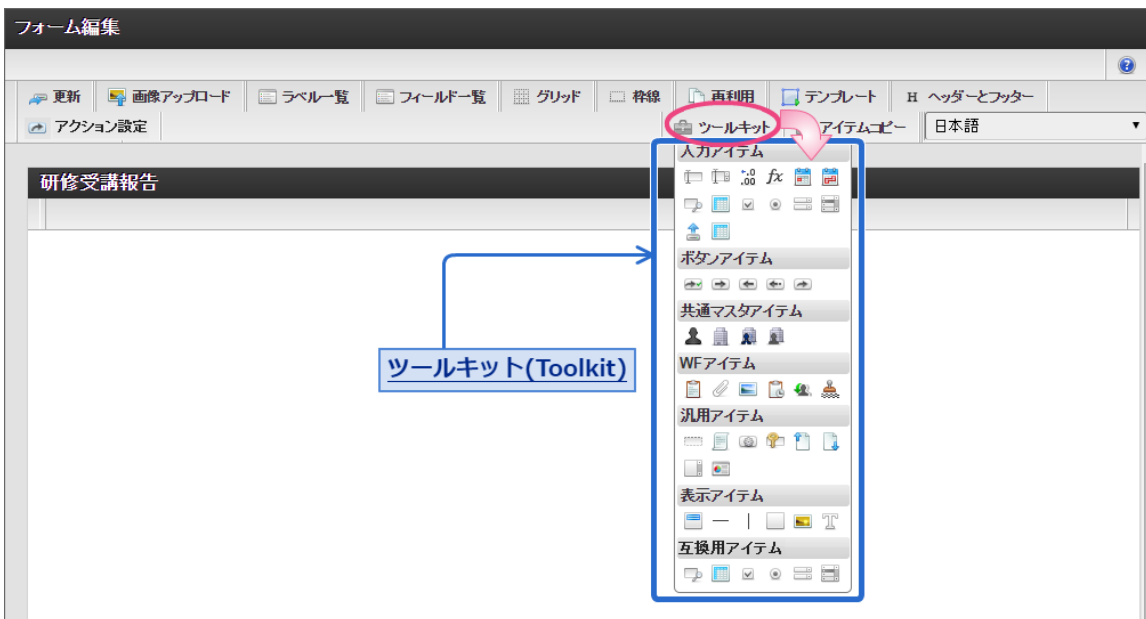 フォーム編集
更新 画像アップロード ラベル一覧 フィールド一覧 グリッド 枠線 再利用 テンプレート H ヘッダーとフッター
アクション設定 ツールキット アイテムコピー 日本語
研修受講報告
入力アイテム
ボタンアイテム
共通マスタアイテム
WFアイテム
汎用アイテム
表示アイテム
互換用アイテム
ツールキット(Toolkit)